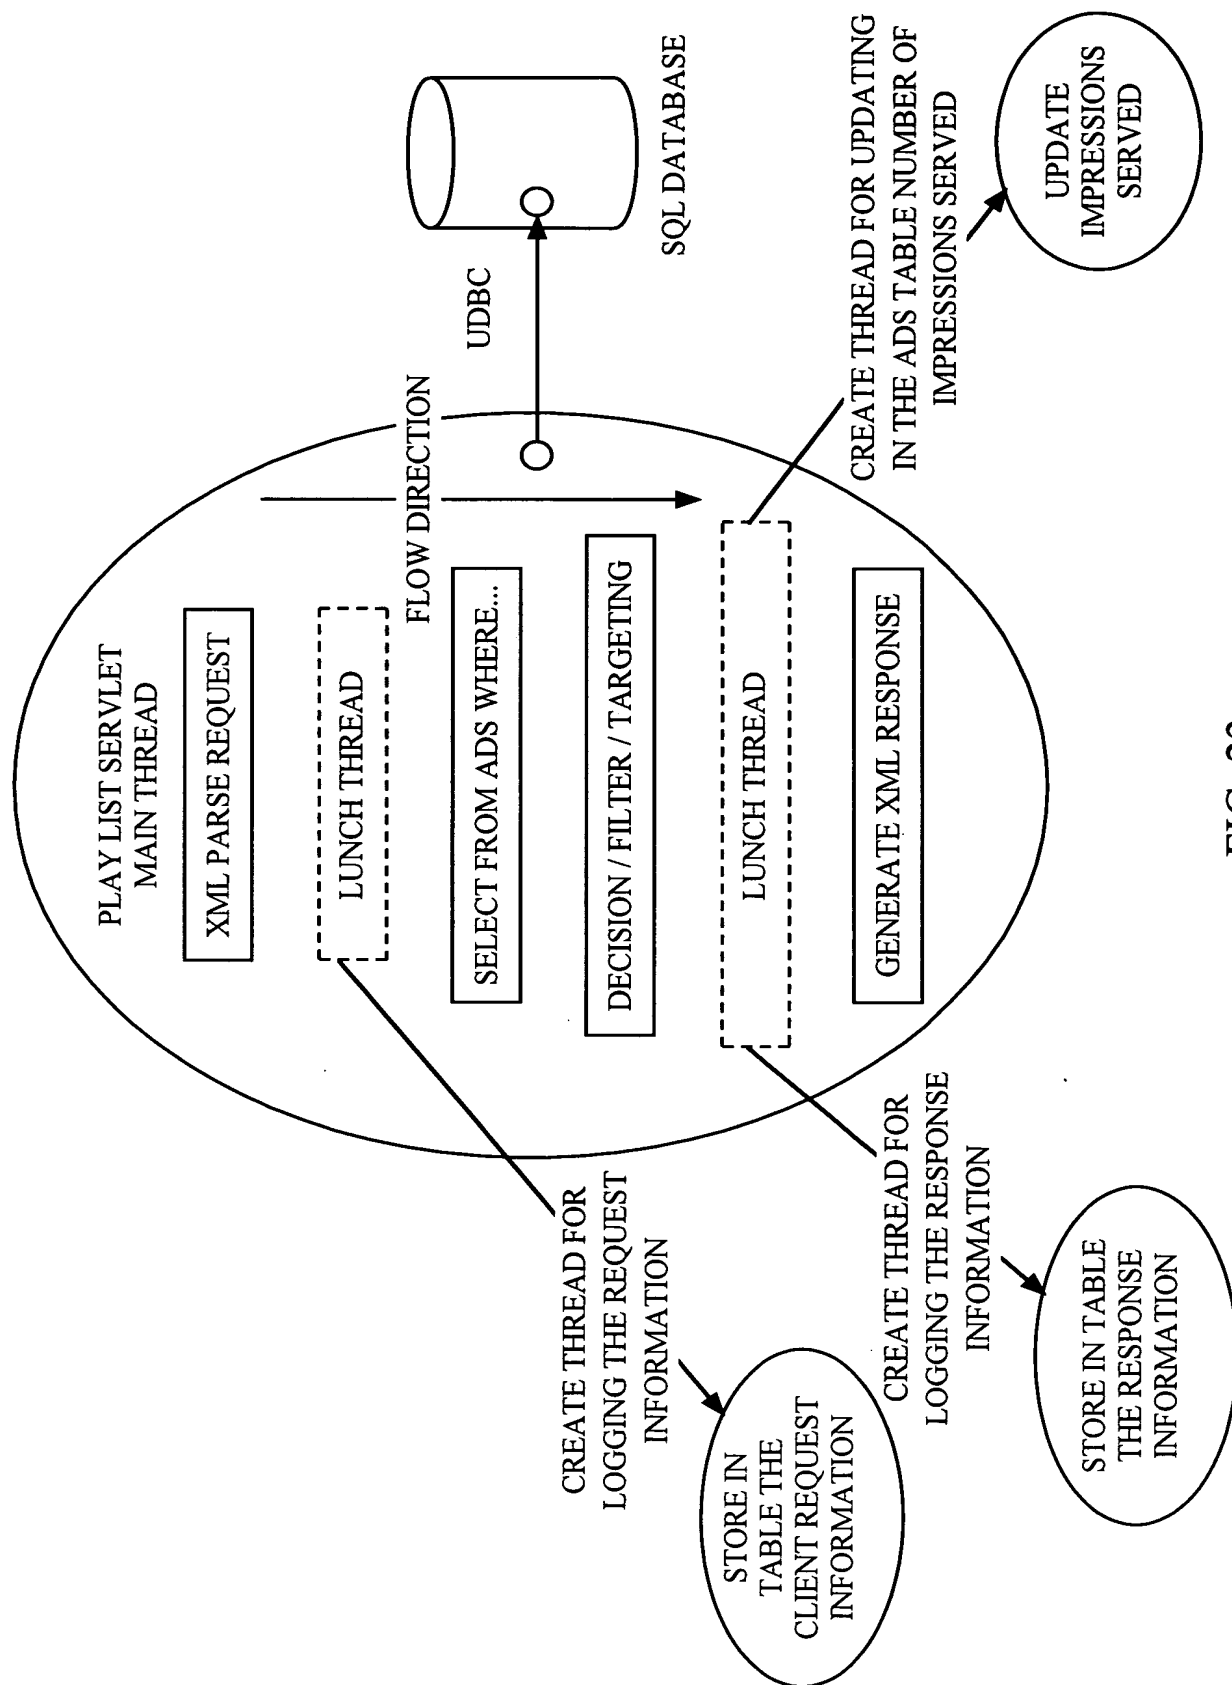 PLAY LIST SERVLET
MAIN THREAD
XML PARSE REQUEST
LUNCH THREAD
SELECT FROM ADS WHERE...
DECISION / FILTER / TARGETING
LUNCH THREAD
GENERATE XML RESPONSE
FLOW DIRECTION
UDBC
SQL DATABASE
CREATE THREAD FOR
LOGGING THE REQUEST
INFORMATION
STORE IN
TABLE THE
CLIENT REQUEST
INFORMATION
CREATE THREAD FOR
LOGGING THE RESPONSE
INFORMATION
STORE IN TABLE
THE RESPONSE
INFORMATION
CREATE THREAD FOR UPDATING
IN THE ADS TABLE NUMBER OF
IMPRESSIONS SERVED
UPDATE
IMPRESSIONS
SERVED
FIG.